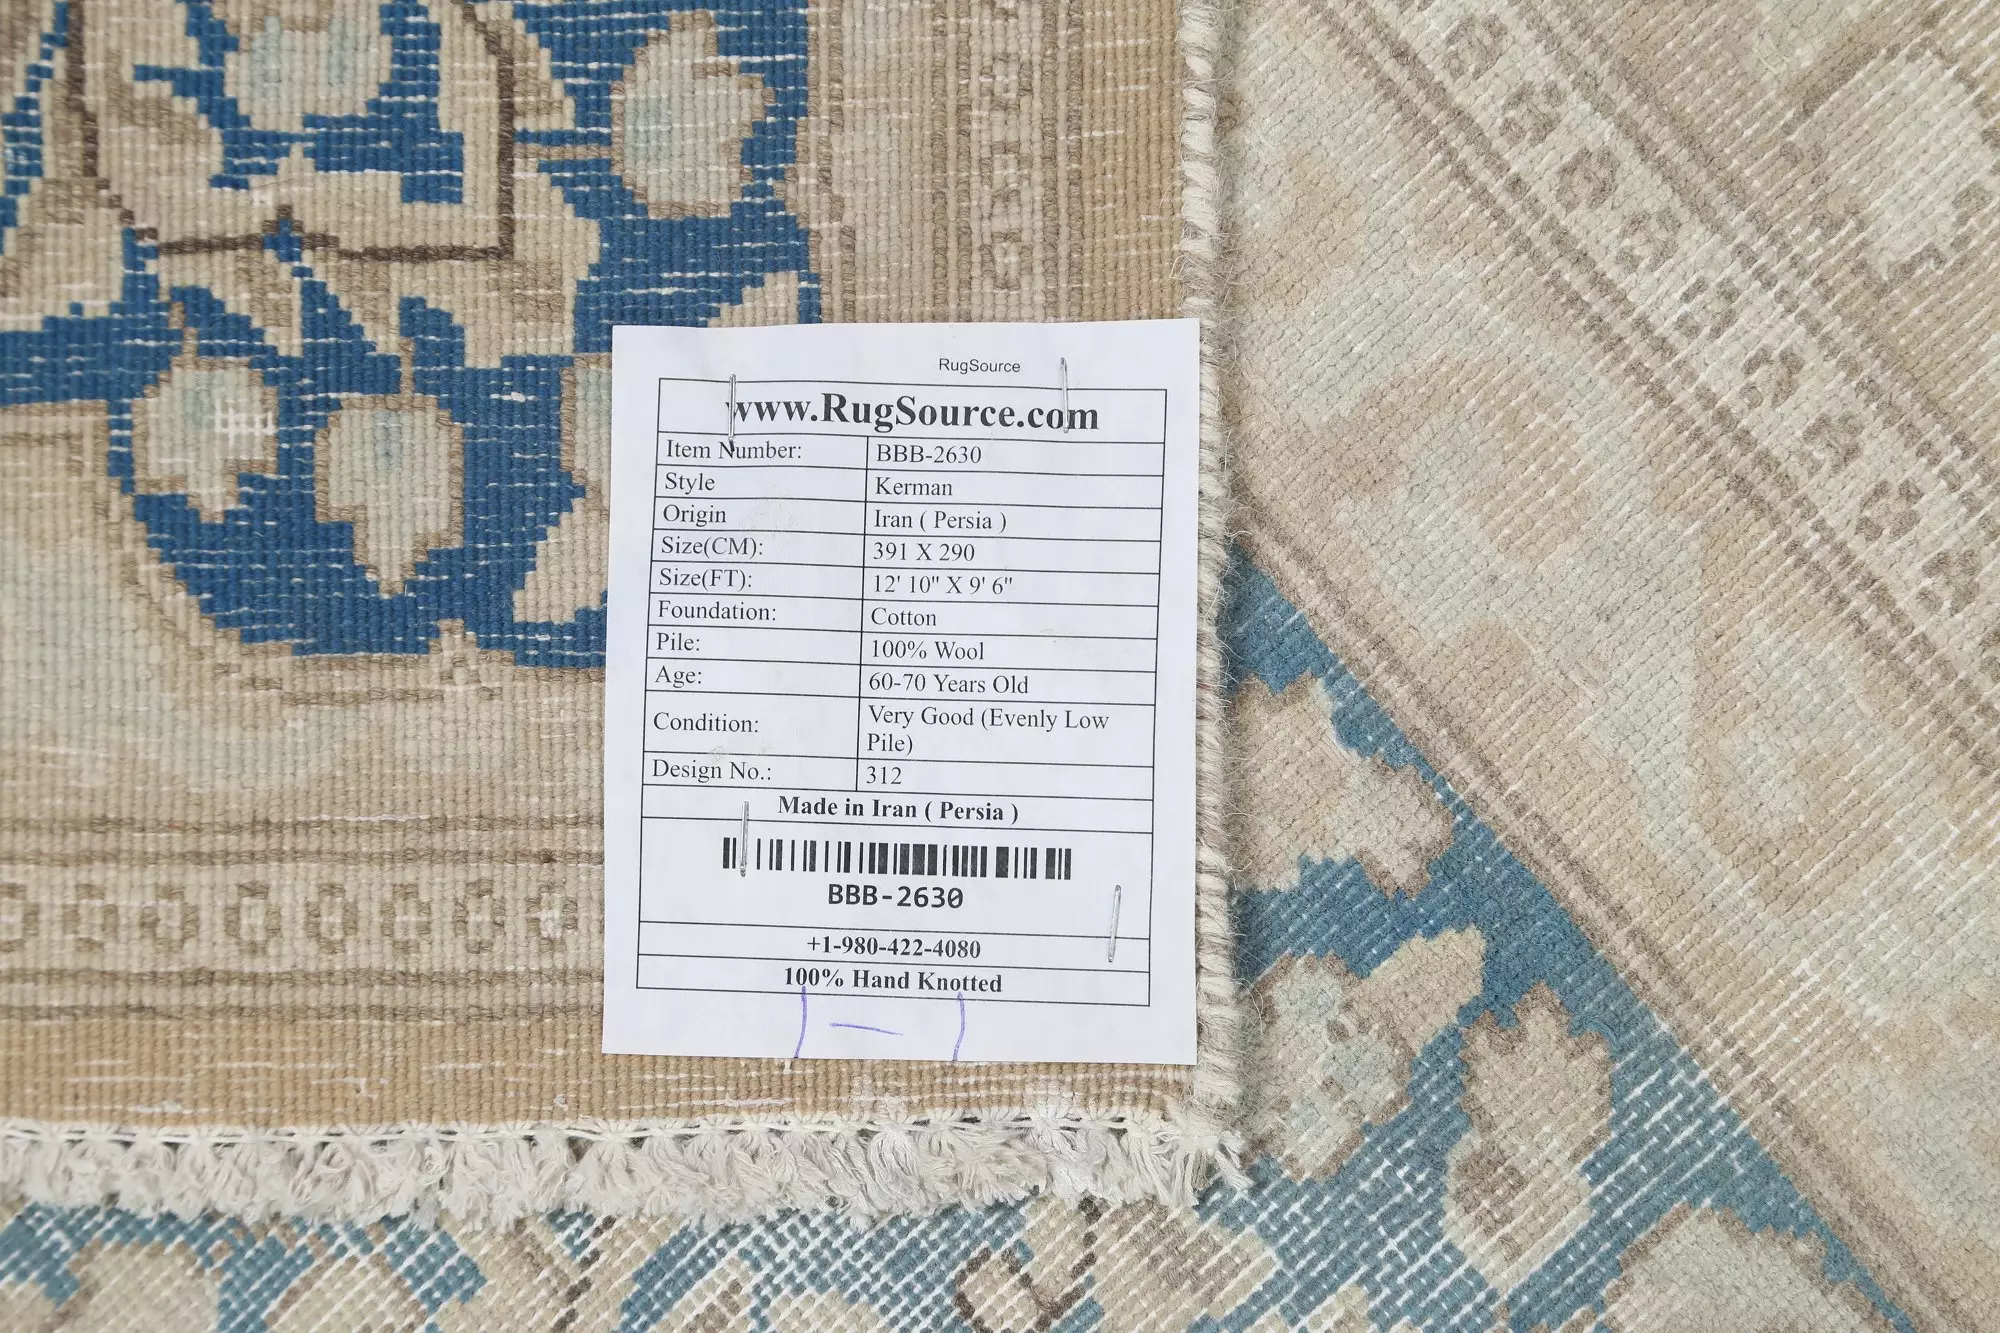 RugSource
www.RugSource.com
Item Number: BBB-2630
Style Kerman
Origin Iran ( Persia )
Size(CM): 391 X 290
Size(FT): 12' 10" X 9' 6"
Foundation: Cotton
Pile: 100% Wool
Age: 60-70 Years Old
Condition: Very Good (Evenly Low
Pile)
Design No.: 312
Made in Iran ( Persia )
BBB-2630
+1-980-422-4080
100% Hand Knotted